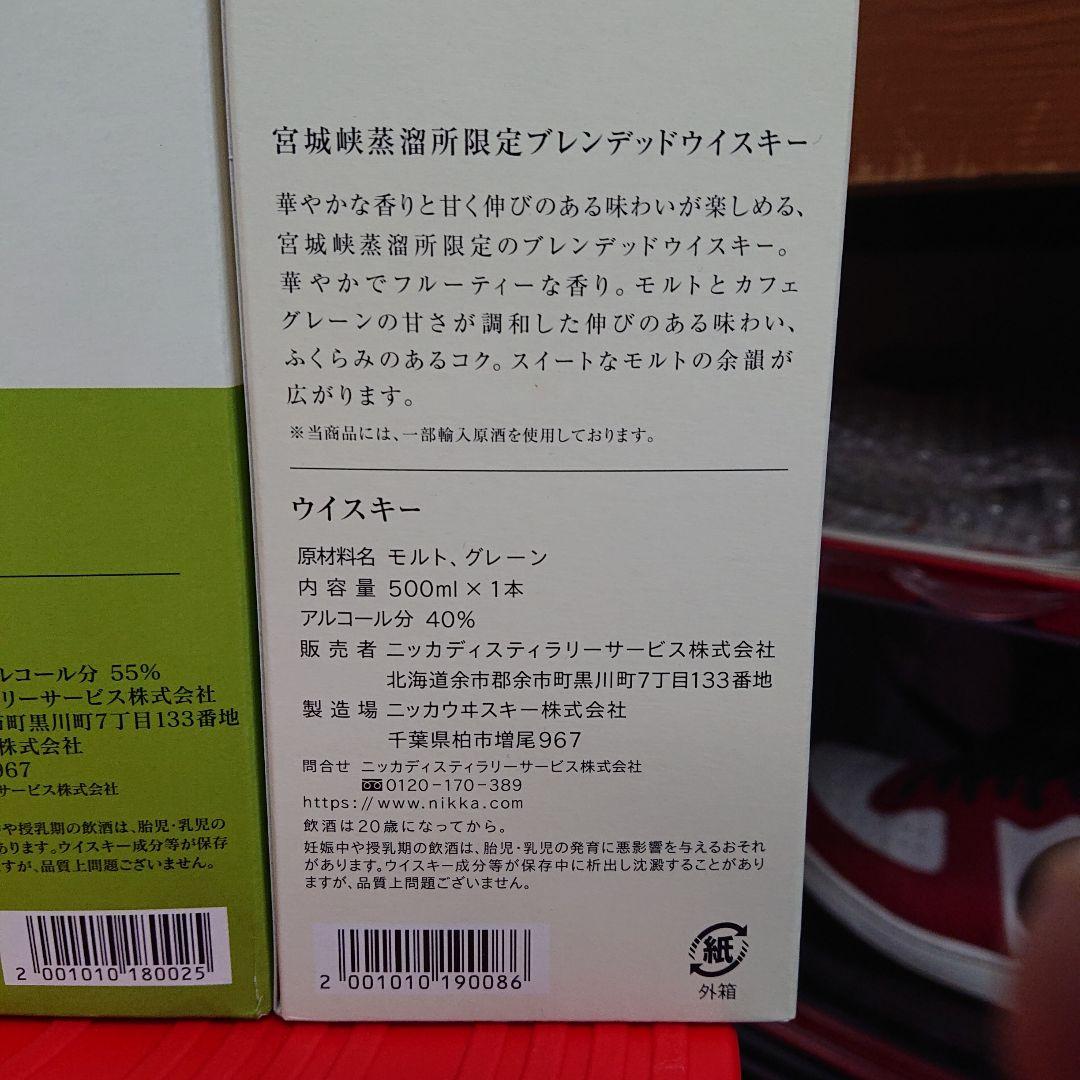 宮城峡蒸溜所限定ブレンデッドウイスキー
華やかな香りと甘く伸びのある味わいが楽しめる、
宮城峡蒸溜所限定のブレンデッドウイスキー。
華やかでフルーティーな香り。モルトとカフェ
グレーンの甘さが調和した伸びのある味わい、
ふくらみのあるコク。スイートなモルトの余韻が
広がります。
※当商品には、一部輸入原酒を使用しております。
ウイスキー
原材料名 モルト、グレーン
内容量 500ml×1本
アルコール分 40%
販売者 ニッカディスティラリーサービス株式会社
北海道余市郡余市町黒川町7丁目133番地
製造場 ニッカウヰスキー株式会社
千葉県柏市増尾967
問合せ ニッカディスティラリーサービス株式会社
0120-170-389
https://www.nikka.com
飲酒は20歳になってから。
妊娠中や授乳期の飲酒は、胎児・乳児の発育に悪影響を与えるおそれ
があります。ウイスキー成分等が保存中に析出し沈澱することがあり
ますが、品質上問題ございません。
2 001010 190086
紙
外箱
ルコール分 55%
ラリーサービス株式会社
町黒川町7丁目133番地
株式会社
967
サービス株式会社
中や授乳期の飲酒は、胎児・乳児の
あります。ウイスキー成分等が保存
すが、品質上問題ございません。
2 001010 180025